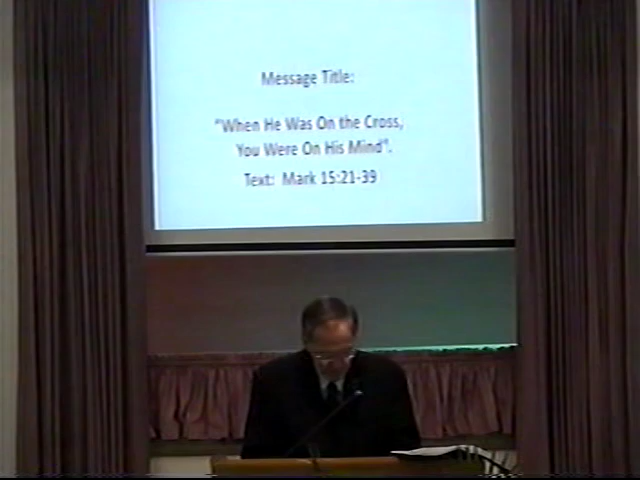 Message Title:
"When He Was On the Cross,
You Were On His Mind".
Text: Mark 15:21-39